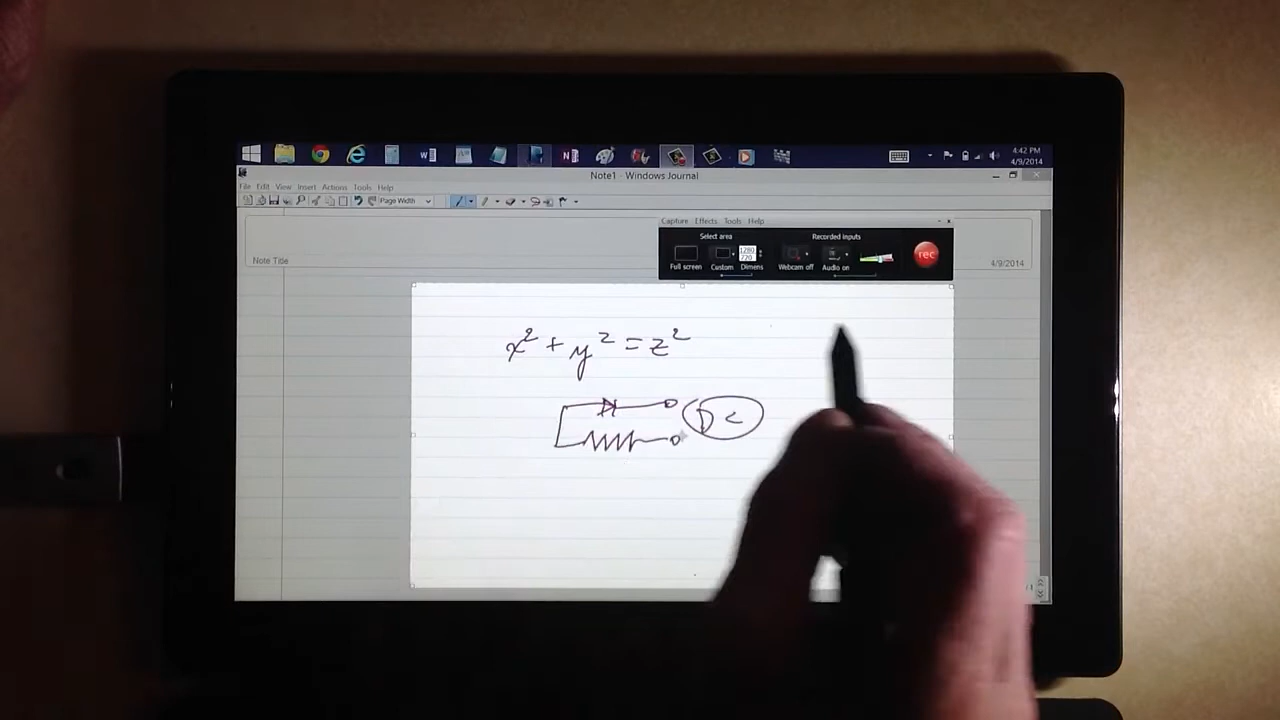 4:42 PM
4/9/2014
Note1 - Windows Journal
File Edit View Insert Actions Tools Help
Page Width
Capture Effects Tools Help
Select area Recorded inputs
1280
720
rec
Full screen Custom Dimens Webcam off Audio on
Note Title
4/9/2014
x² + y² = z²
DC